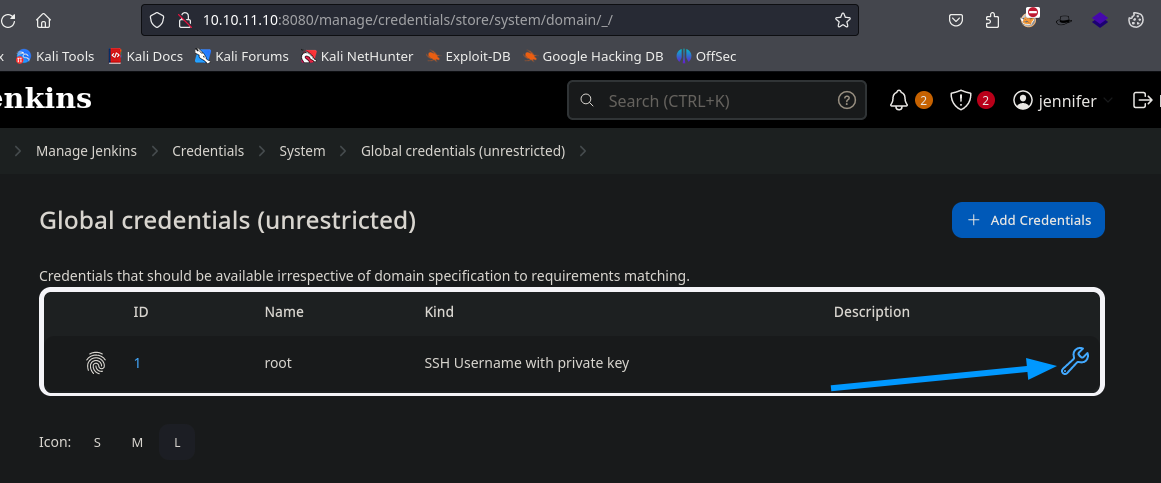 10.10.11.10:8080/manage/credentials/store/system/domain/_/
Kali Tools Kali Docs Kali Forums Kali NetHunter Exploit-DB Google Hacking DB OffSec
enkins Search (CTRL+K) ? 2 2 jennifer
Manage Jenkins Credentials System Global credentials (unrestricted)
Global credentials (unrestricted) + Add Credentials
Credentials that should be available irrespective of domain specification to requirements matching.
ID Name Kind Description
1 root SSH Username with private key
Icon: S M L